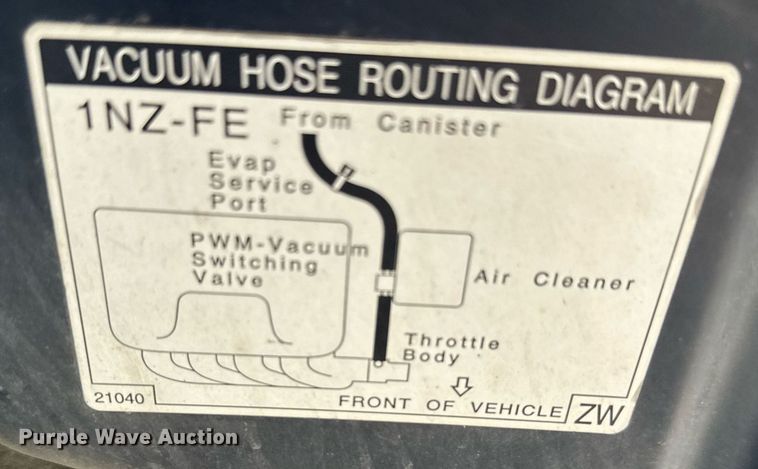 VACUUM HOSE ROUTING DIAGRAM
1NZ-FE
From Canister
Evap
Service
Port
PWM-Vacuum
Switching
Valve
Air Cleaner
Throttle
Body
21040
FRONT OF VEHICLE
ZW
Purple Wave Auction